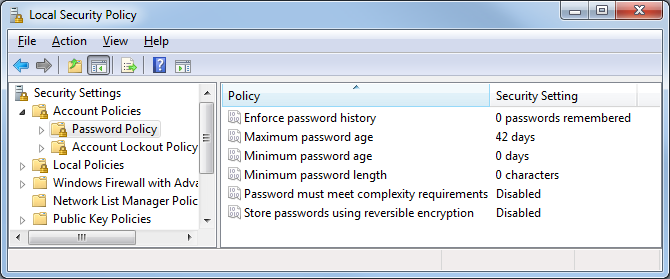 Local Security Policy
File Action View Help
Security Settings
Account Policies
Password Policy
Account Lockout Policy
Local Policies
Windows Firewall with Adva
Network List Manager Polic
Public Key Policies
Policy Security Setting
Enforce password history 0 passwords remembered
Maximum password age 42 days
Minimum password age 0 days
Minimum password length 0 characters
Password must meet complexity requirements Disabled
Store passwords using reversible encryption Disabled